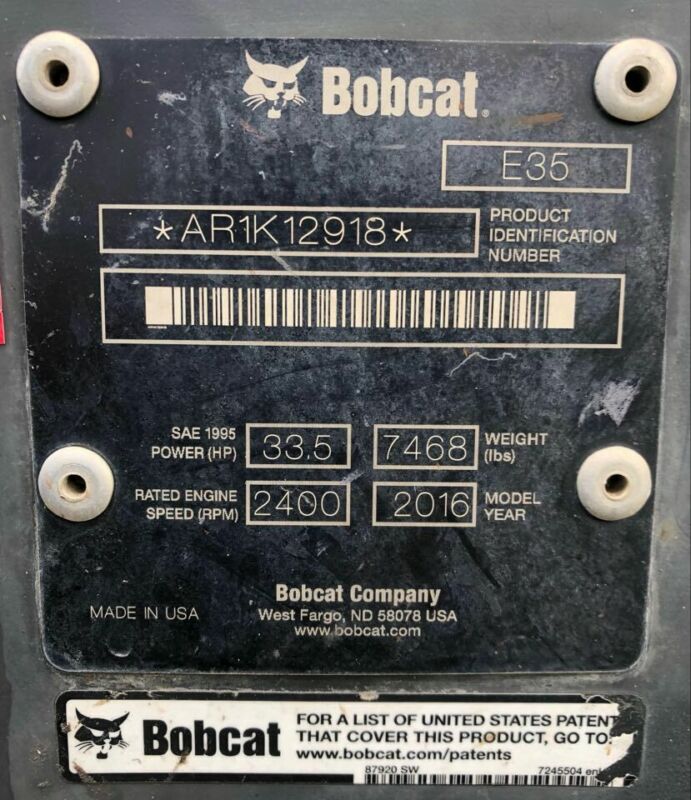 Bobcat®
E35
*AR1K12918*
PRODUCT
IDENTIFICATION
NUMBER
SAE 1995
POWER (HP)
33.5
7468
WEIGHT
(lbs)
RATED ENGINE
SPEED (RPM)
2400
2016
MODEL
YEAR
MADE IN USA
Bobcat Company
West Fargo, ND 58078 USA
www.bobcat.com
Bobcat
FOR A LIST OF UNITED STATES PATENT
THAT COVER THIS PRODUCT, GO TO:
www.bobcat.com/patents
87920 SW
7245504